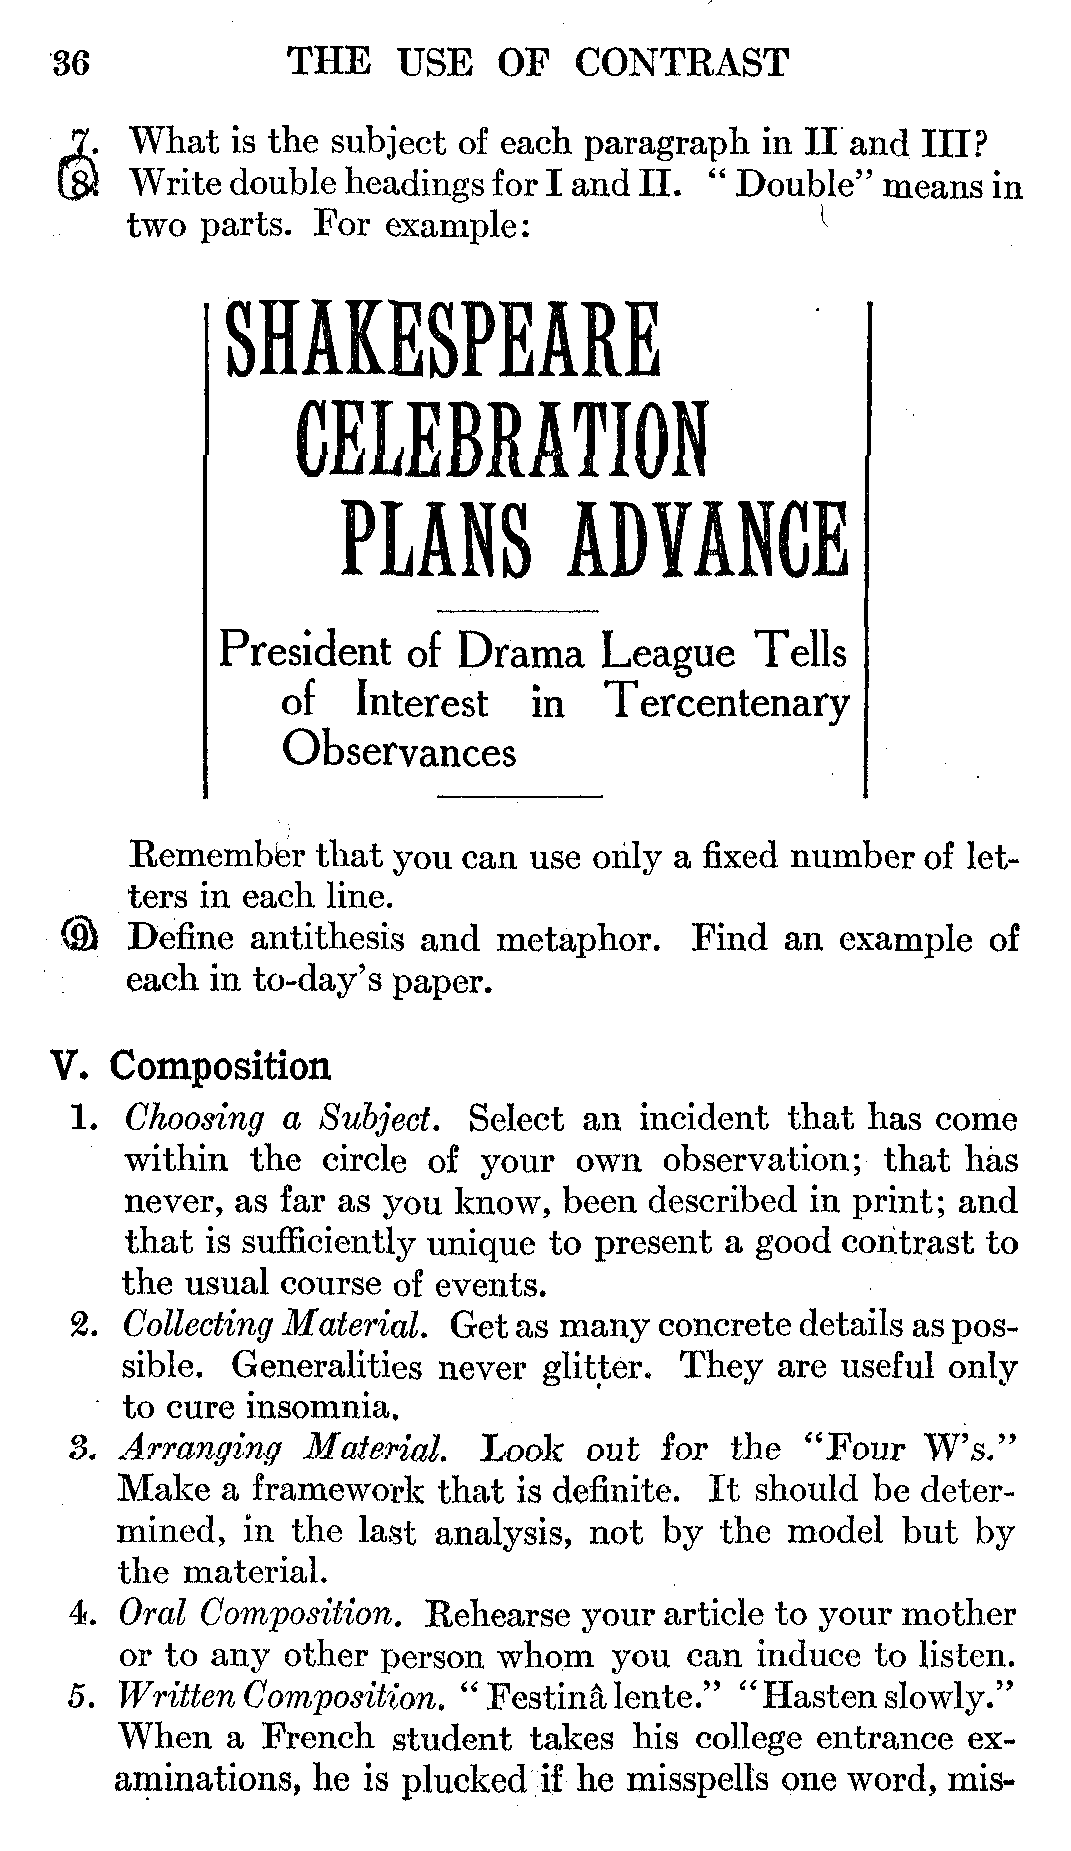 36 THE USE OF CONTRAST
7. What is the subject of each paragraph in II and III?
8. Write double headings for I and II. “Double” means in
two parts. For example:
SHAKESPEARE
CELEBRATION
PLANS ADVANCE
President of Drama League Tells
of Interest in Tercentenary
Observances
Remember that you can use only a fixed number of let-
ters in each line.
9. Define antithesis and metaphor. Find an example of
each in to-day’s paper.
V. Composition
1. Choosing a Subject. Select an incident that has come
within the circle of your own observation; that has
never, as far as you know, been described in print; and
that is sufficiently unique to present a good contrast to
the usual course of events.
2. Collecting Material. Get as many concrete details as pos-
sible. Generalities never glitter. They are useful only
to cure insomnia.
3. Arranging Material. Look out for the “Four W’s.”
Make a framework that is definite. It should be deter-
mined, in the last analysis, not by the model but by
the material.
4. Oral Composition. Rehearse your article to your mother
or to any other person whom you can induce to listen.
5. Written Composition. “Festinâ lente.” “Hasten slowly.”
When a French student takes his college entrance ex-
aminations, he is plucked if he misspells one word, mis-